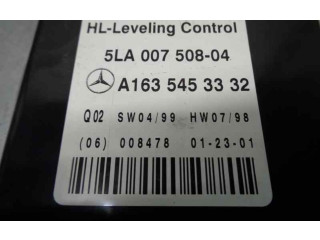 HL-Leveling Control
5LA 007 508-04
A163 545 33 32
Q02 SW04/99 HW07/98
(06) 008478 01-23-01